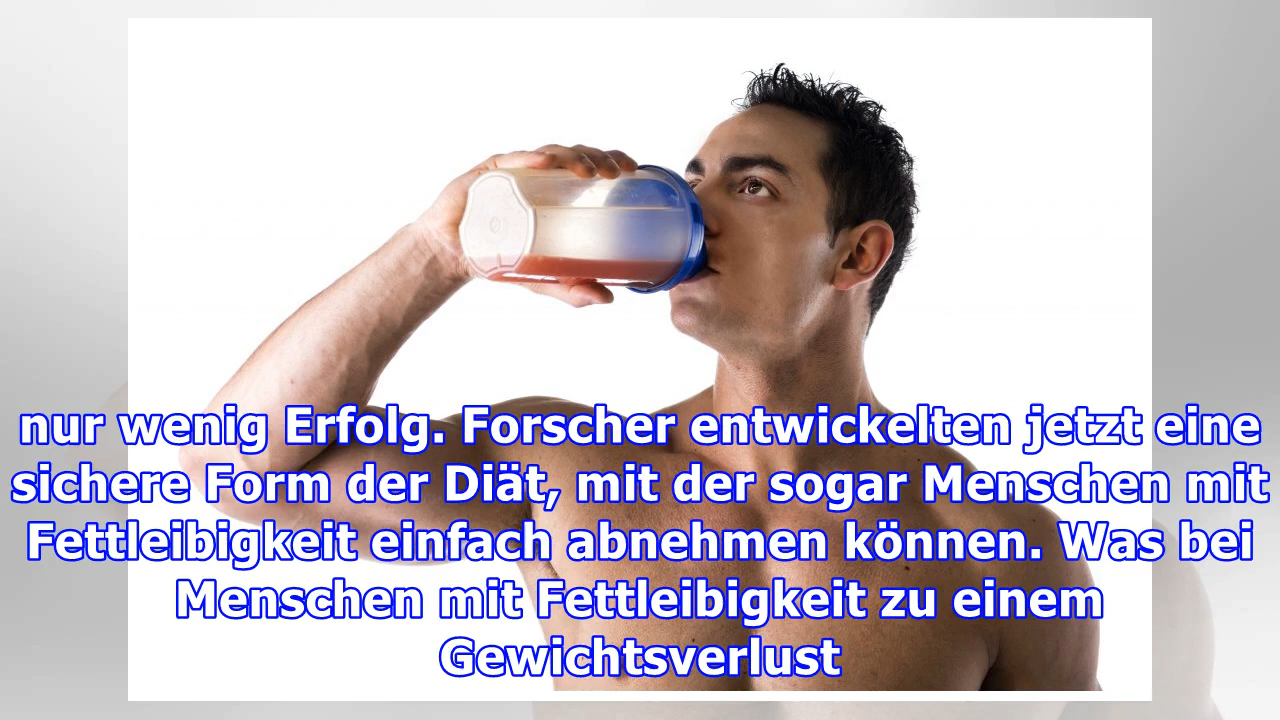 nur wenig Erfolg. Forscher entwickelten jetzt eine
sichere Form der Diät, mit der sogar Menschen mit
Fettleibigkeit einfach abnehmen können. Was bei
Menschen mit Fettleibigkeit zu einem
Gewichtsverlust